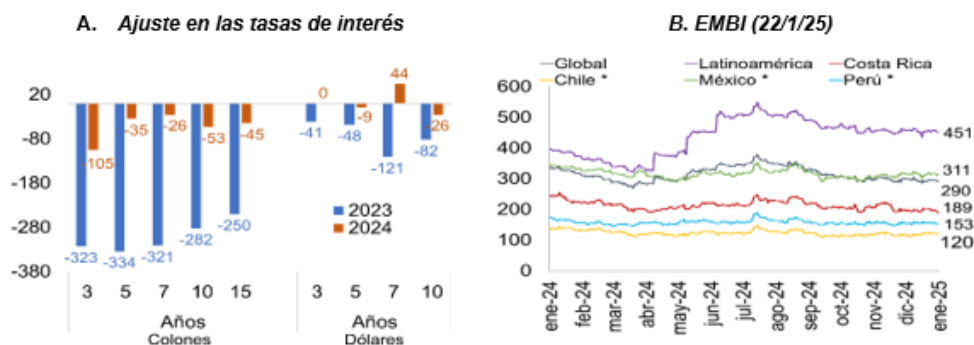 A. Ajuste en las tasas de interés
20
-80
-180
-280
-380
-323
-105
-334
-35
-321
-26
-282
-53
-250
-45
-41
0
-48
-9
-121
44
-82
-26
2023
2024
3 5 7 10 15 3 5 7 10
Años Años
Colones Dólares
B. EMBI (22/1/25)
Global Latinoamérica Costa Rica
Chile * México * Perú *
600
500
400
300
200
100
0
451
311
290
189
153
120
ene-24
feb-24
mar-24
abr-24
may-24
jun-24
jul-24
ago-24
sep-24
oct-24
nov-24
dic-24
ene-25